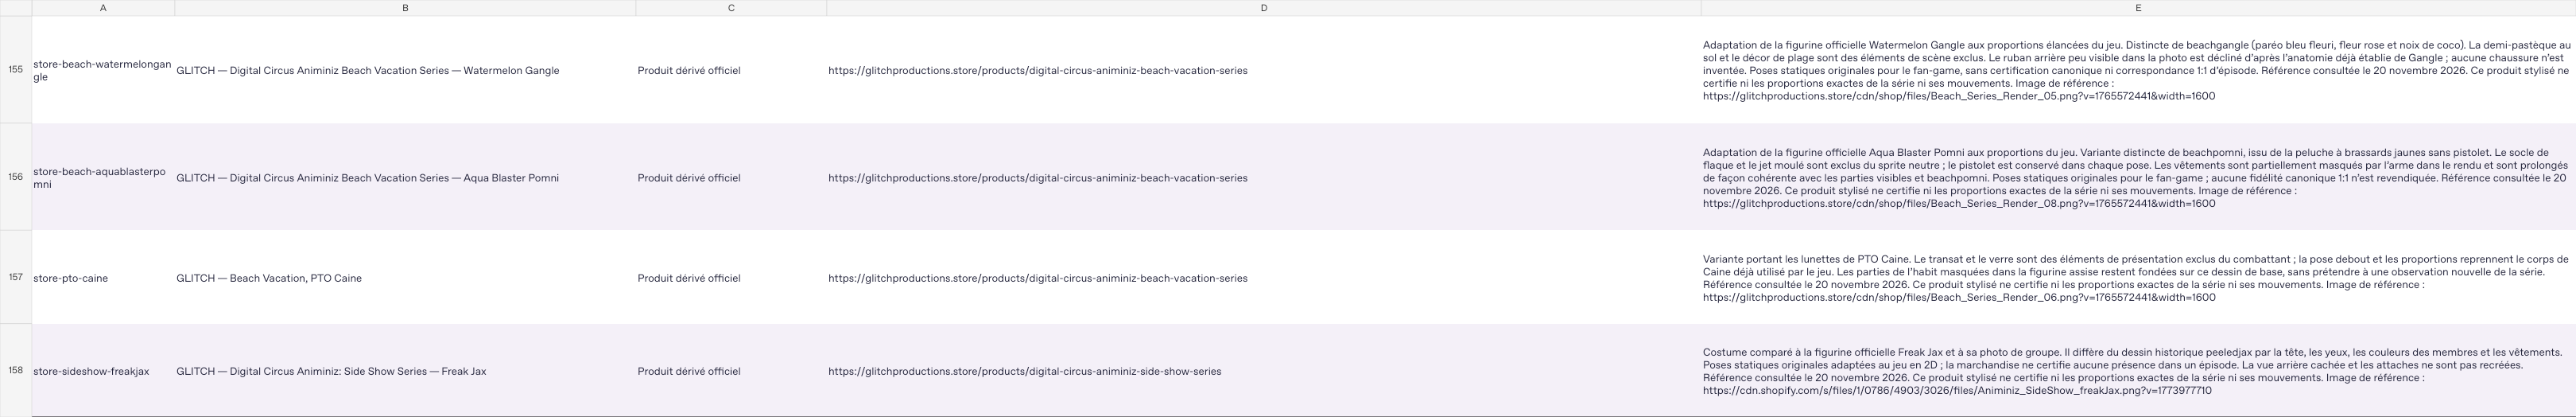 A B C D E
155
store-beach-watermelongan
gle
GLITCH — Digital Circus Animiniz Beach Vacation Series — Watermelon Gangle
Produit dérivé officiel
https://glitchproductions.store/products/digital-circus-animiniz-beach-vacation-series
Adaptation de la figurine officielle Watermelon Gangle aux proportions élancées du jeu. Distincte de beachgangle (paréo bleu fleuri, fleur rose et noix de coco). La demi-pastèque au
sol et le décor de plage sont des éléments de scène exclus. Le ruban arrière peu visible dans la photo est décliné d’après l’anatomie déjà établie de Gangle ; aucune chaussure n’est
inventée. Poses statiques originales pour le fan-game, sans certification canonique ni correspondance 1:1 d’épisode. Référence consultée le 20 novembre 2026. Ce produit stylisé ne
certifie ni les proportions exactes de la série ni ses mouvements. Image de référence :
https://glitchproductions.store/cdn/shop/files/Beach_Series_Render_05.png?v=1765572441&width=1600
156
store-beach-aquablasterpo
mni
GLITCH — Digital Circus Animiniz Beach Vacation Series — Aqua Blaster Pomni
Produit dérivé officiel
https://glitchproductions.store/products/digital-circus-animiniz-beach-vacation-series
Adaptation de la figurine officielle Aqua Blaster Pomni aux proportions du jeu. Variante distincte de beachpomni, issu de la peluche à brassards jaunes sans pistolet. Le socle de
flaque et le jet moulé sont exclus du sprite neutre ; le pistolet est conservé dans chaque pose. Les vêtements sont partiellement masqués par l’arme dans le rendu et sont prolongés
de façon cohérente avec les parties visibles et beachpomni. Poses statiques originales pour le fan-game ; aucune fidélité canonique 1:1 n’est revendiquée. Référence consultée le 20
novembre 2026. Ce produit stylisé ne certifie ni les proportions exactes de la série ni ses mouvements. Image de référence :
https://glitchproductions.store/cdn/shop/files/Beach_Series_Render_08.png?v=1765572441&width=1600
157
store-pto-caine
GLITCH — Beach Vacation, PTO Caine
Produit dérivé officiel
https://glitchproductions.store/products/digital-circus-animiniz-beach-vacation-series
Variante portant les lunettes de PTO Caine. Le transat et le verre sont des éléments de présentation exclus du combattant ; la pose debout et les proportions reprennent le corps de
Caine déjà utilisé par le jeu. Les parties de l’habit masquées dans la figurine assise restent fondées sur ce dessin de base, sans prétendre à une observation nouvelle de la série.
Référence consultée le 20 novembre 2026. Ce produit stylisé ne certifie ni les proportions exactes de la série ni ses mouvements. Image de référence :
https://glitchproductions.store/cdn/shop/files/Beach_Series_Render_06.png?v=1765572441&width=1600
158
store-sideshow-freakjax
GLITCH — Digital Circus Animiniz: Side Show Series — Freak Jax
Produit dérivé officiel
https://glitchproductions.store/products/digital-circus-animiniz-side-show-series
Costume comparé à la figurine officielle Freak Jax et à sa photo de groupe. Il diffère du dessin historique peeledjax par la tête, les yeux, les couleurs des membres et les vêtements.
Poses statiques originales adaptées au jeu en 2D ; la marchandise ne certifie aucune présence dans un épisode. La vue arrière cachée et les attaches ne sont pas recréées.
Référence consultée le 20 novembre 2026. Ce produit stylisé ne certifie ni les proportions exactes de la série ni ses mouvements. Image de référence :
https://cdn.shopify.com/s/files/1/0786/4903/3026/files/Animiniz_SideShow_freakJax.png?v=1773977710